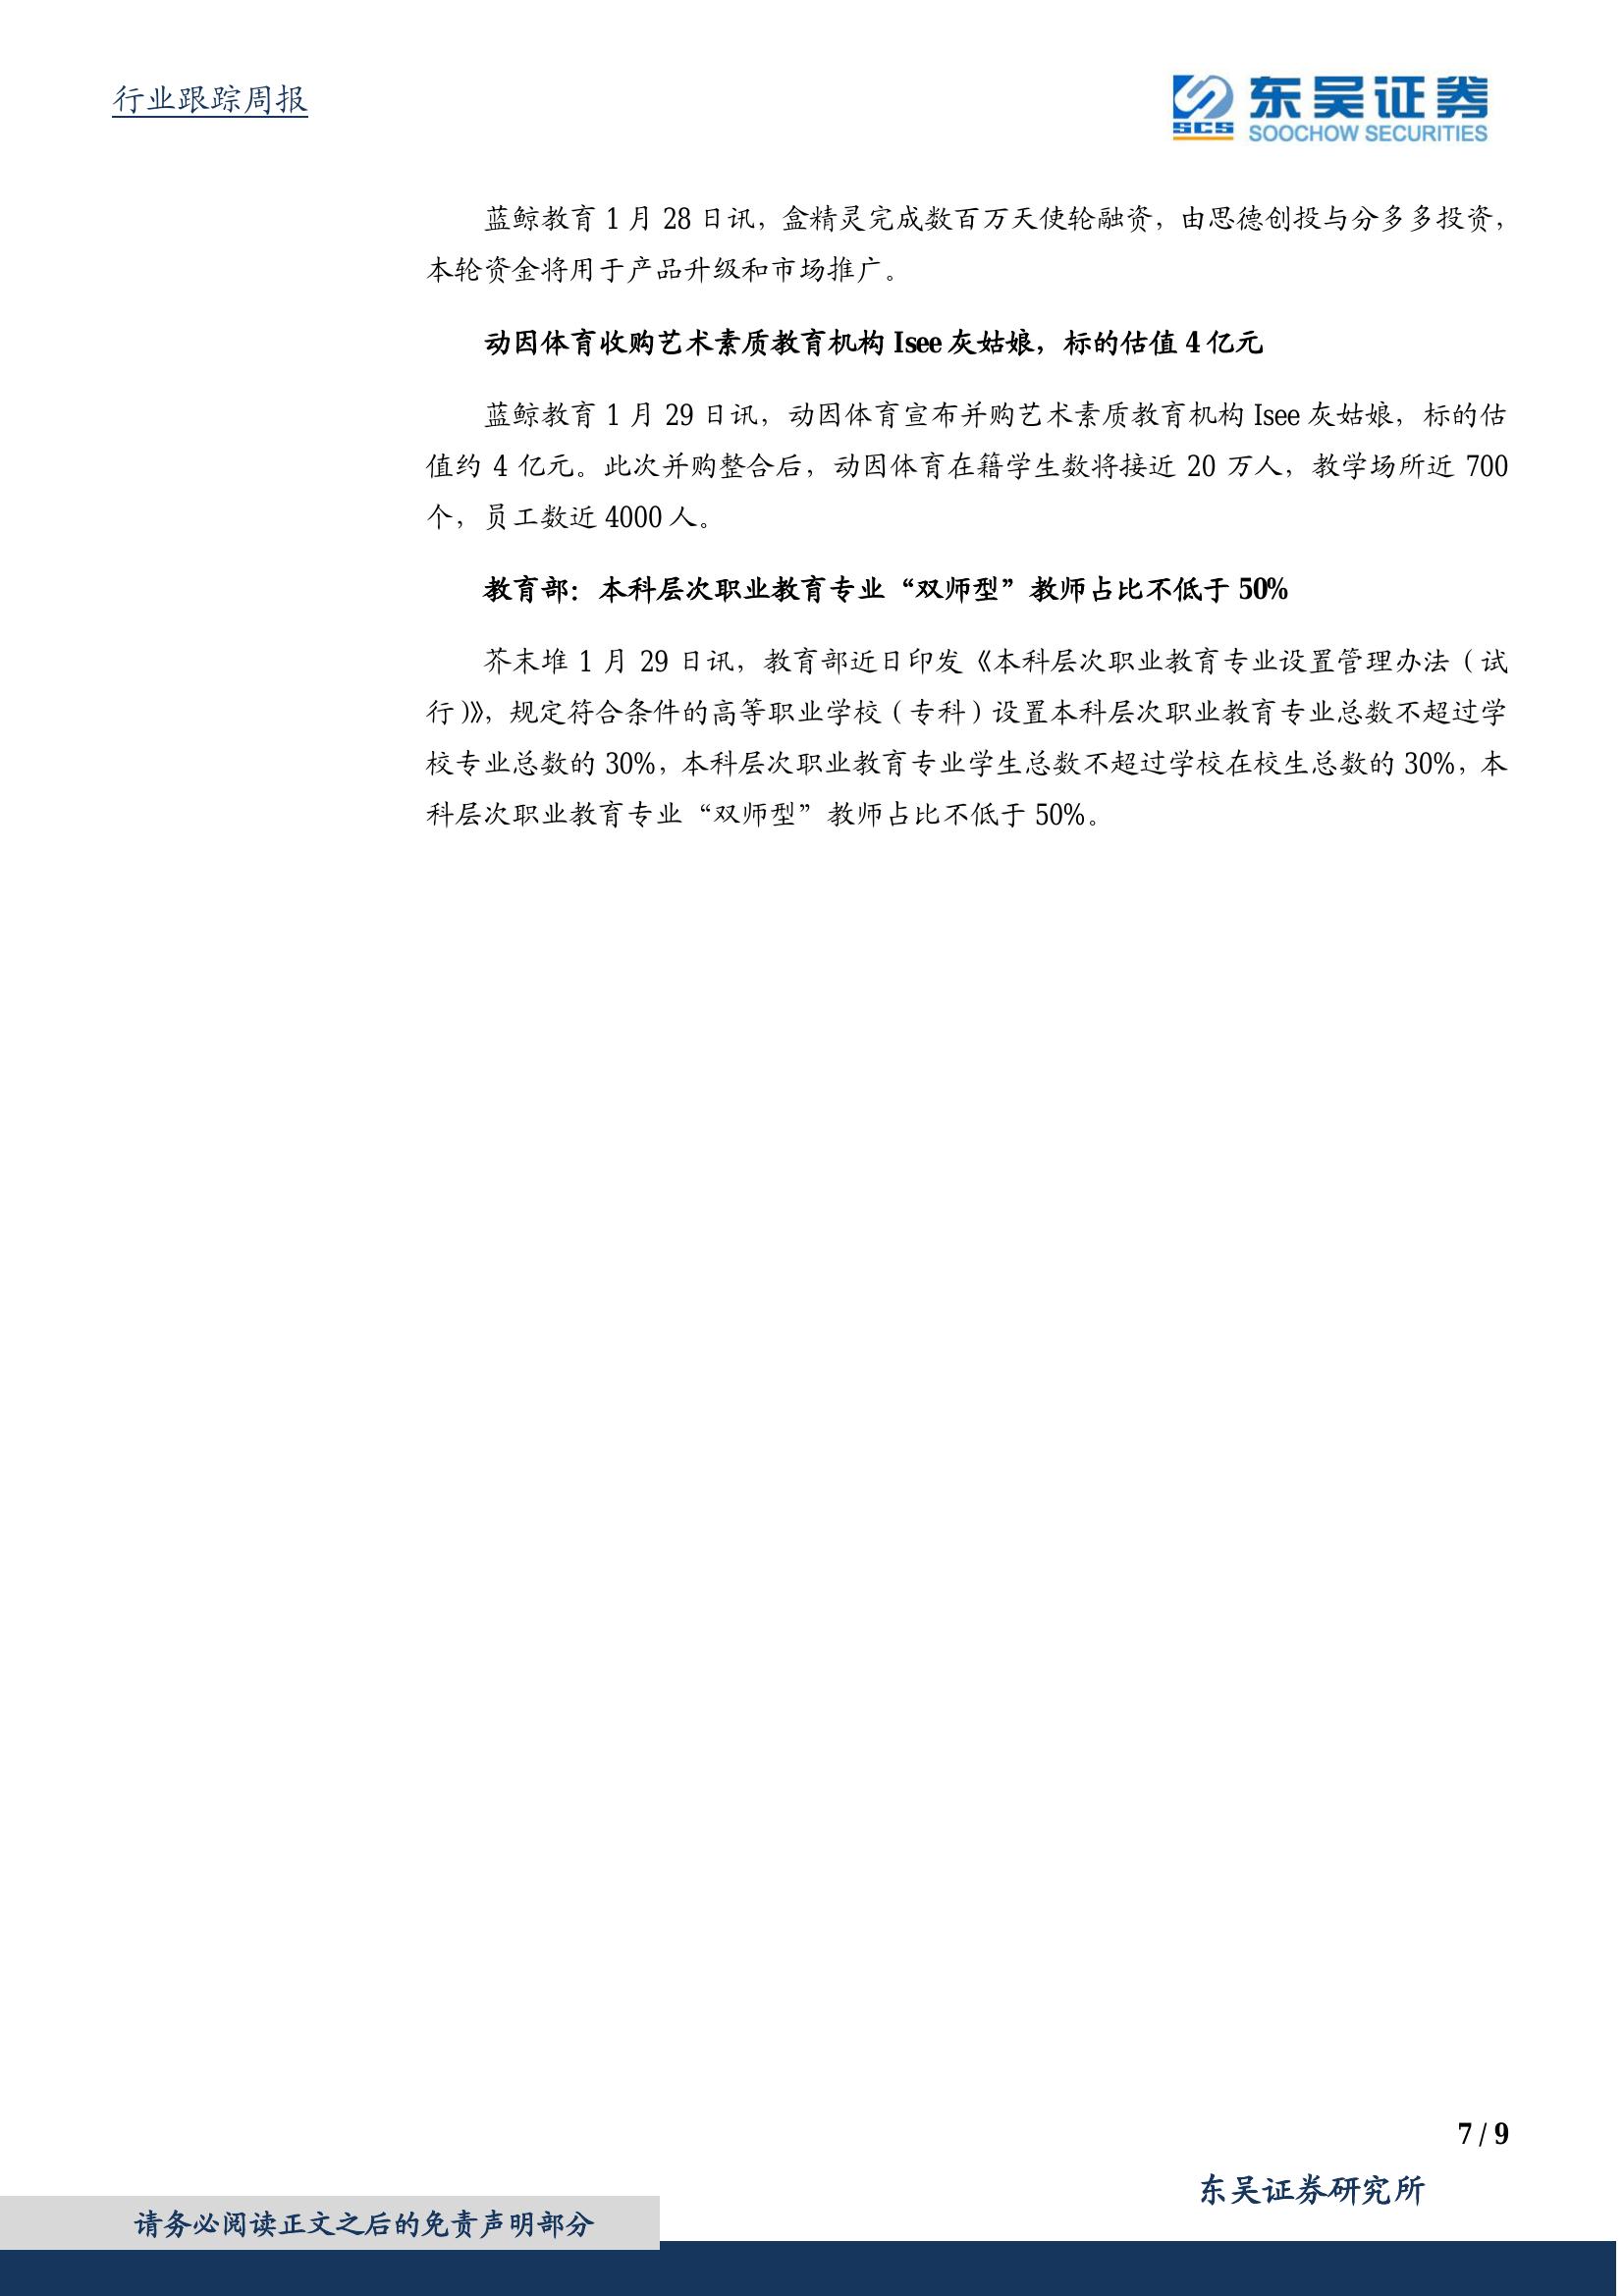 行业跟踪周报
SCS
东吴证券
SOOCHOW SECURITIES
蓝鲸教育 1 月 28 日讯，盒精灵完成数百万天使轮融资，由思德创投与分多多投资，
本轮资金将用于产品升级和市场推广。
动因体育收购艺术素质教育机构 Isee 灰姑娘，标的估值 4 亿元
蓝鲸教育 1 月 29 日讯，动因体育宣布并购艺术素质教育机构 Isee 灰姑娘，标的估
值约 4 亿元。此次并购整合后，动因体育在籍学生数将接近 20 万人，教学场所近 700
个，员工数近 4000 人。
教育部：本科层次职业教育专业“双师型”教师占比不低于 50%
芥末堆 1 月 29 日讯，教育部近日印发《本科层次职业教育专业设置管理办法（试
行）》，规定符合条件的高等职业学校（专科）设置本科层次职业教育专业总数不超过学
校专业总数的 30%，本科层次职业教育专业学生总数不超过学校在校生总数的 30%，本
科层次职业教育专业“双师型”教师占比不低于 50%。
7 / 9
东吴证券研究所
请务必阅读正文之后的免责声明部分